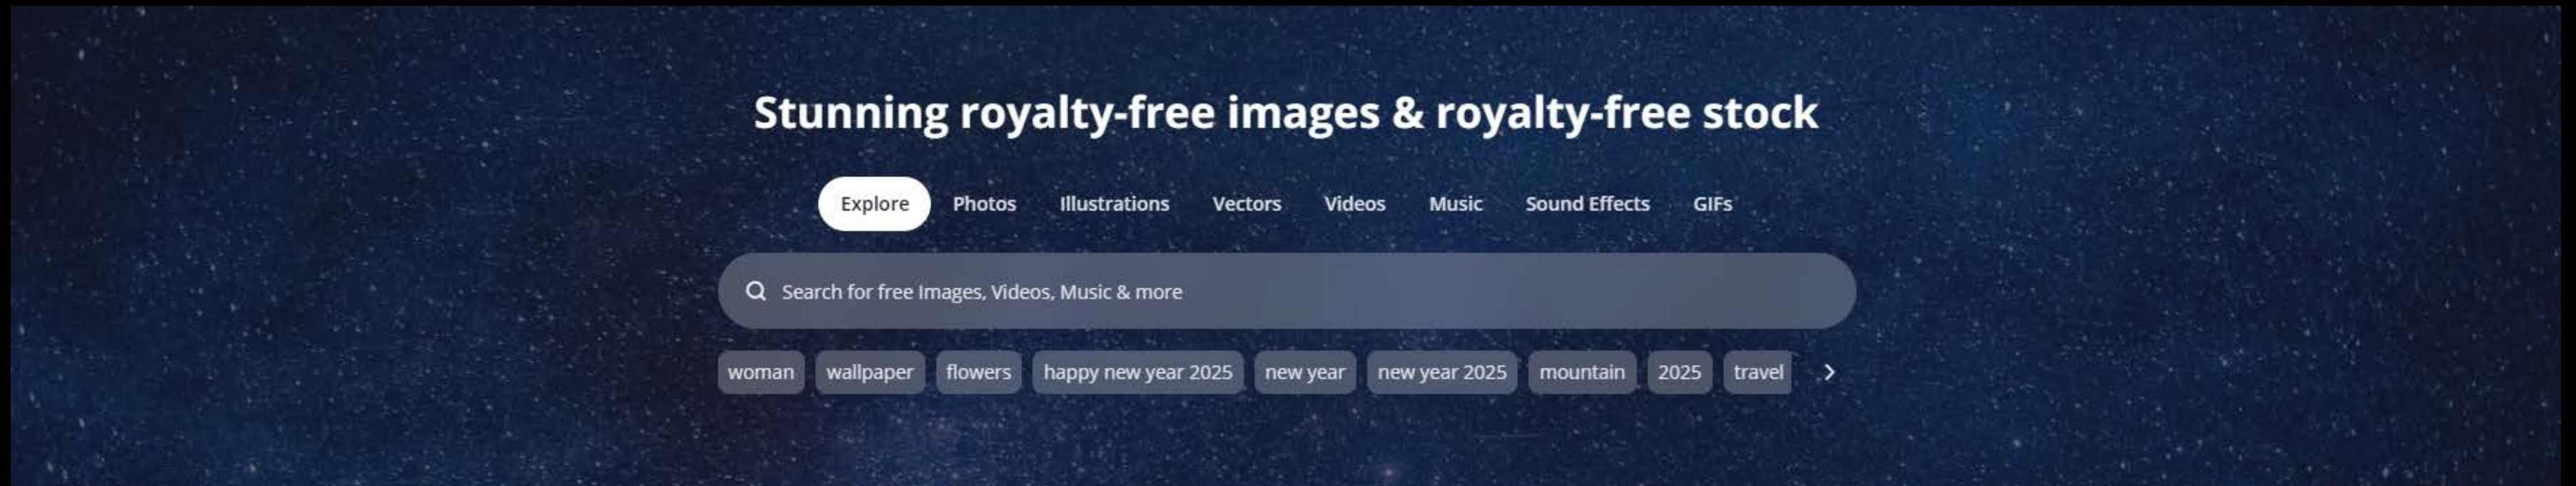 Stunning royalty-free images & royalty-free stock
Explore Photos Illustrations Vectors Videos Music Sound Effects GIFs
Search for free Images, Videos, Music & more
woman wallpaper flowers happy new year 2025 new year new year 2025 mountain 2025 travel